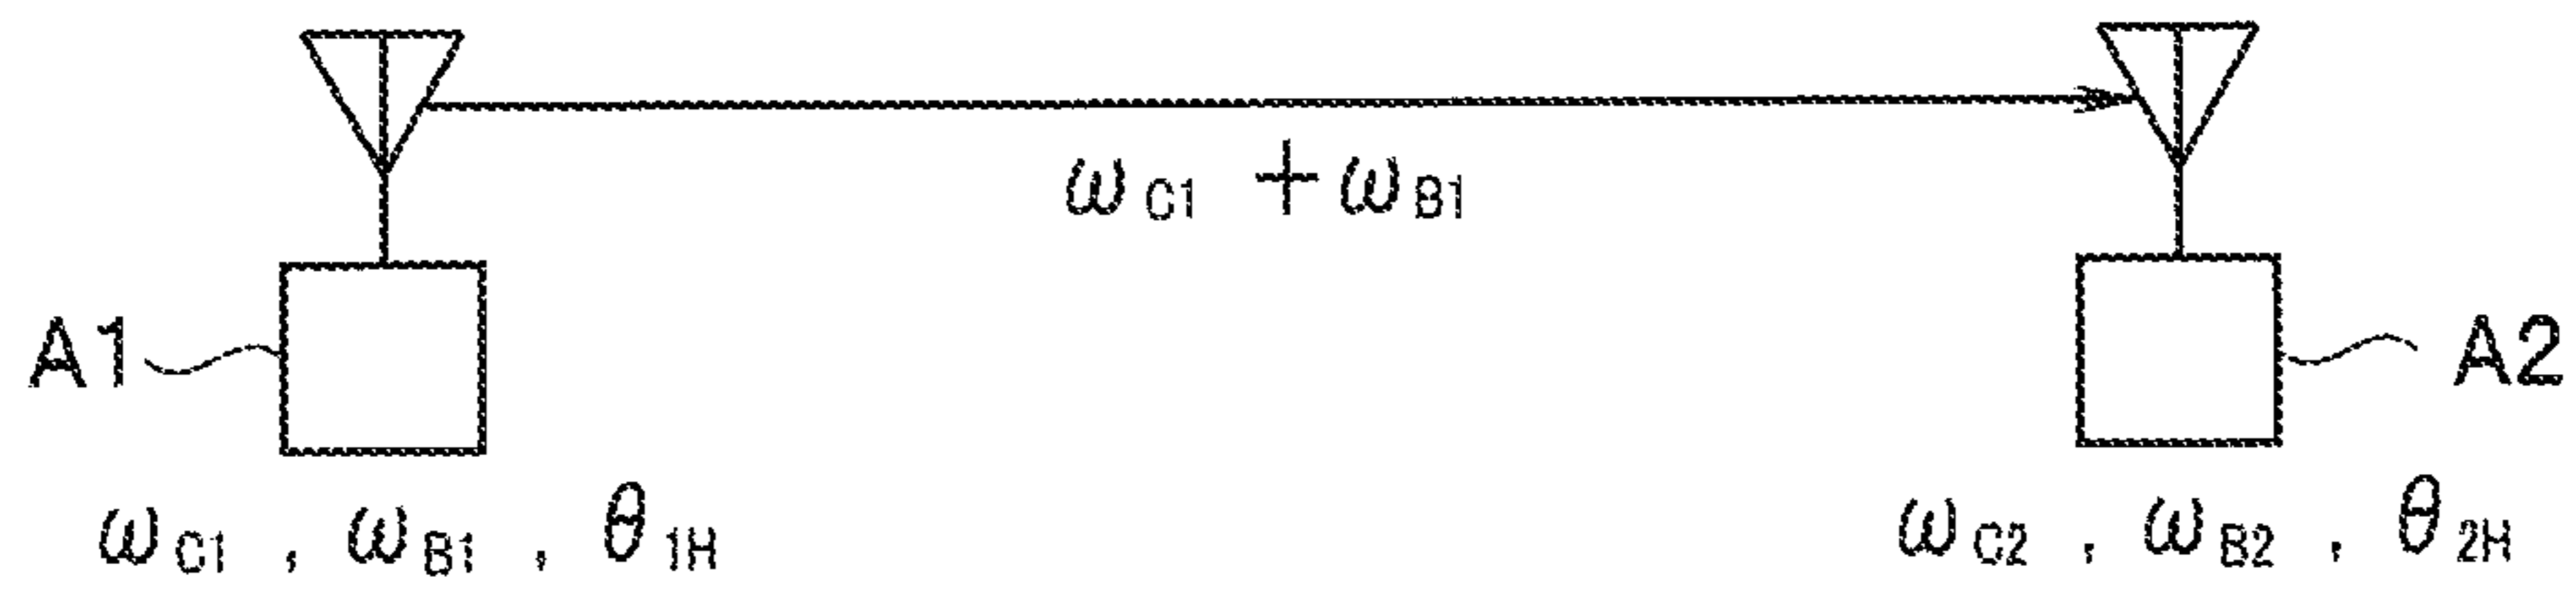 ωC1 +ωB1
A1 A2
ωC1 , ωB1 , θ1H ωC2 , ωB2 , θ2H